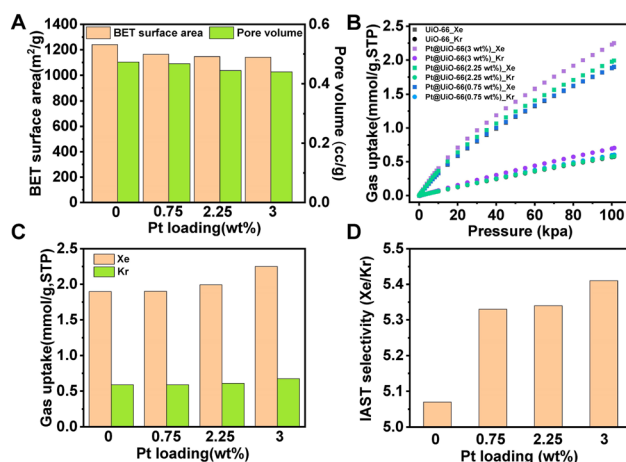 A
BET surface area
Pore volume
BET surface area(m²/g)
1400
1200
1000
800
600
400
200
0
0.6
0.4
0.2
0.0
Pore volume (cc/g)
0 0.75 2.25 3
Pt loading(wt%)
B
UiO-66_Xe
UiO-66_Kr
Pt@UiO-66(3 wt%)_Xe
Pt@UiO-66(3 wt%)_Kr
Pt@UiO-66(2.25 wt%)_Xe
Pt@UiO-66(2.25 wt%)_Kr
Pt@UiO-66(0.75 wt%)_Xe
Pt@UiO-66(0.75 wt%)_Kr
Gas uptake(mmol/g,STP)
2.5
2.0
1.5
1.0
0.5
0.0
0 20 40 60 80 100
Pressure (kpa)
C
Xe
Kr
Gas uptake(mmol/g,STP)
2.5
2.0
1.5
1.0
0.5
0.0
0 0.75 2.25 3
Pt loading(wt%)
D
IAST selectivity (Xe/Kr)
5.5
5.4
5.3
5.2
5.1
5.0
0 0.75 2.25 3
Pt loading (wt%)